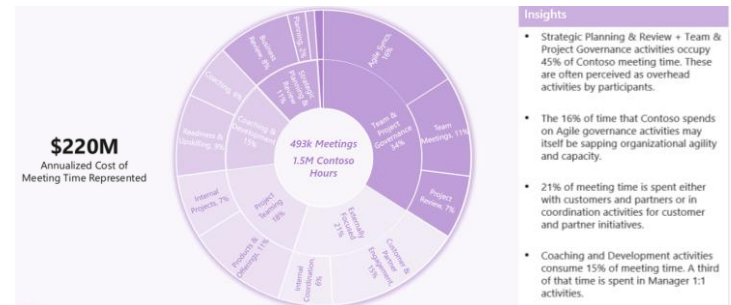 $220M
Annualized Cost of
Meeting Time Represented
493k Meetings
1.5M Contoso
Hours
Team &
Project
Governance
34%
Externally
Focused
21%
Project
Teaming
18%
Coaching &
Development
15%
Strategic
Planning &
Review
11%
Agile Syncs,
16%
Team
Meetings, 11%
Project
Review, 7%
Customer &
Partner
Engagement,
15%
Internal
Coordination,
6%
Products &
Offerings, 11%
Internal
Projects, 7%
Readiness &
Upskilling, 9%
Coaching, 6%
Business
Review, 8%
Planning, 2%
Insights
• Strategic Planning & Review + Team &
Project Governance activities occupy
45% of Contoso meeting time. These
are often perceived as overhead
activities by participants.
• The 16% of time that Contoso spends
on Agile governance activities may
itself be sapping organizational agility
and capacity.
• 21% of meeting time is spent either
with customers and partners or in
coordination activities for customer
and partner initiatives.
• Coaching and Development activities
consume 15% of meeting time. A third
of that time is spent in Manager 1:1
activities.